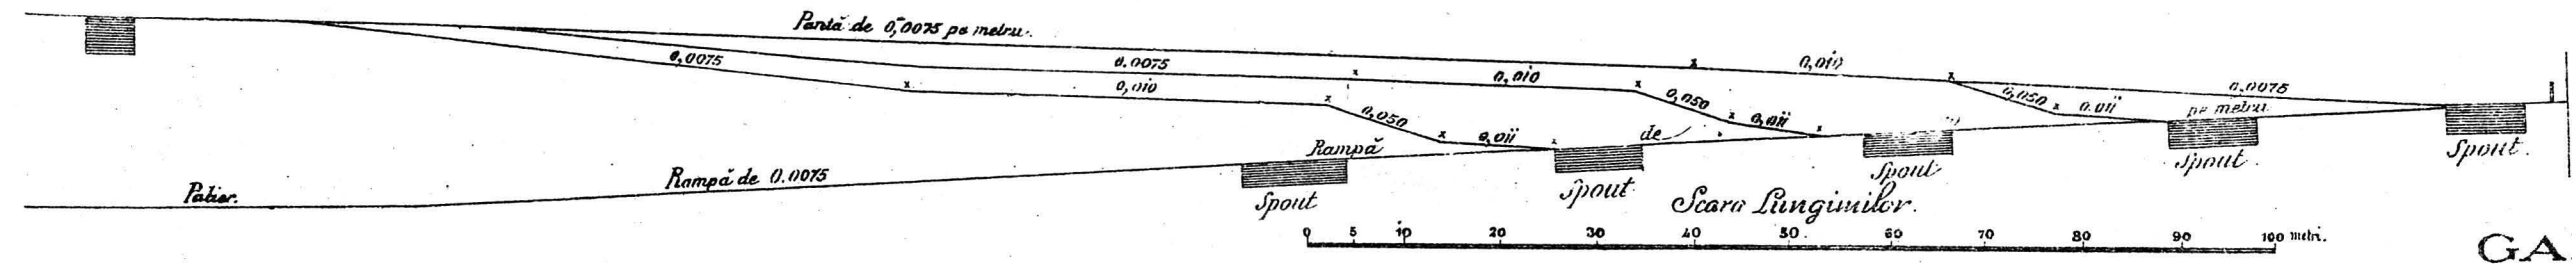 Pantă de 0,0075 pe metru.
0,0075
0.0075
0,010
0,010
0,010
0,050
0,011
0,050
0,011
0,050
0.011
0,0075
Rampă de 0.0075 pe metru
Palier.
Rampă de 0.0075
Spout
Spout
Spout
Spout.
Spout.
Scara Lungimilor.
0 5 10 20 30 40 50 60 70 80 90 100 metri.
GA